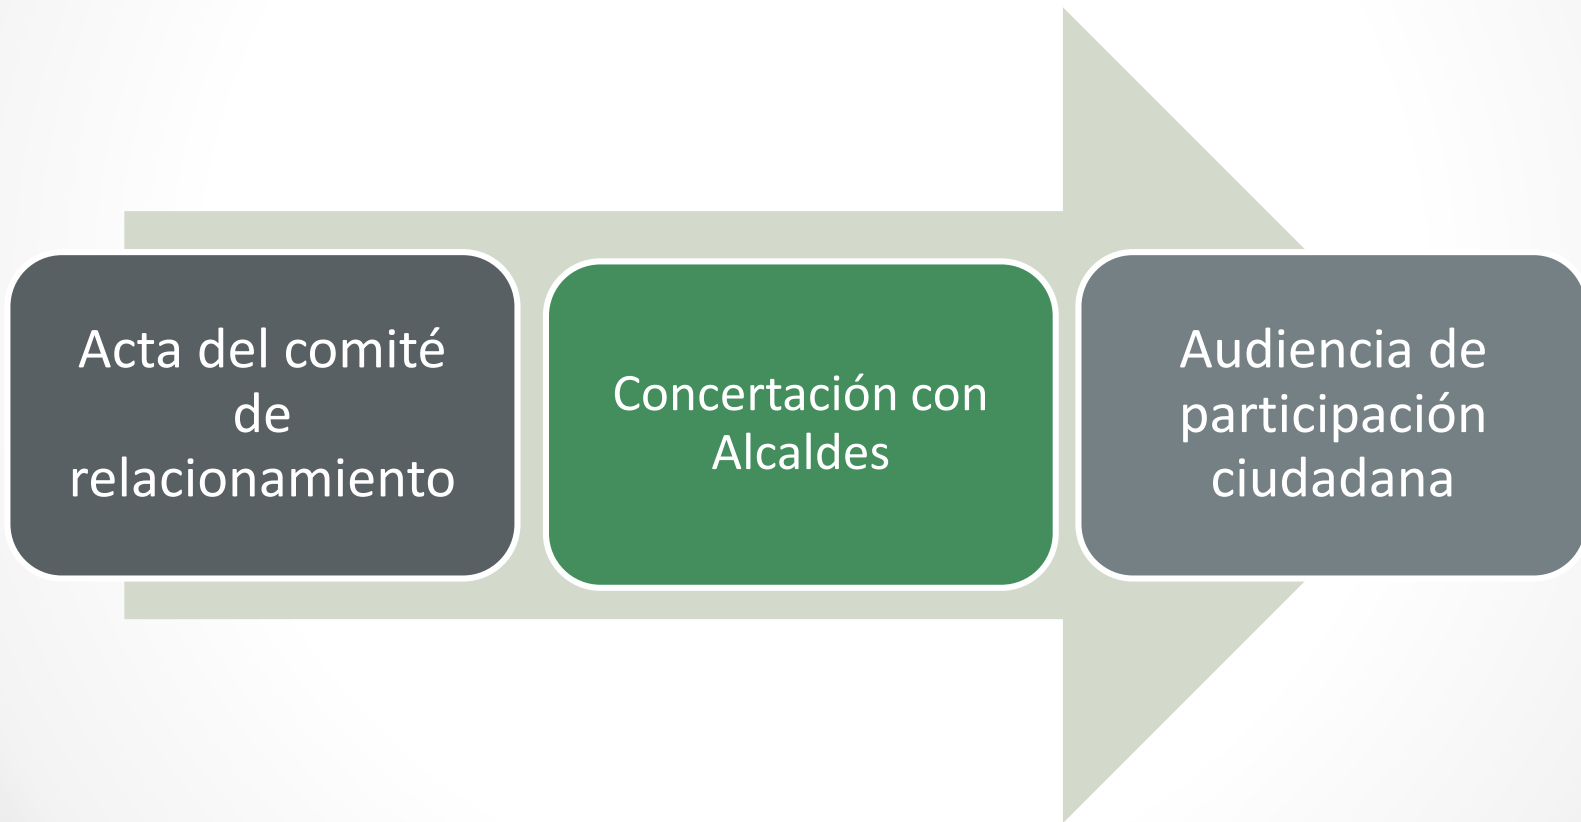 Acta del comité
de
relacionamiento
Concertación con
Alcaldes
Audiencia de
participación
ciudadana